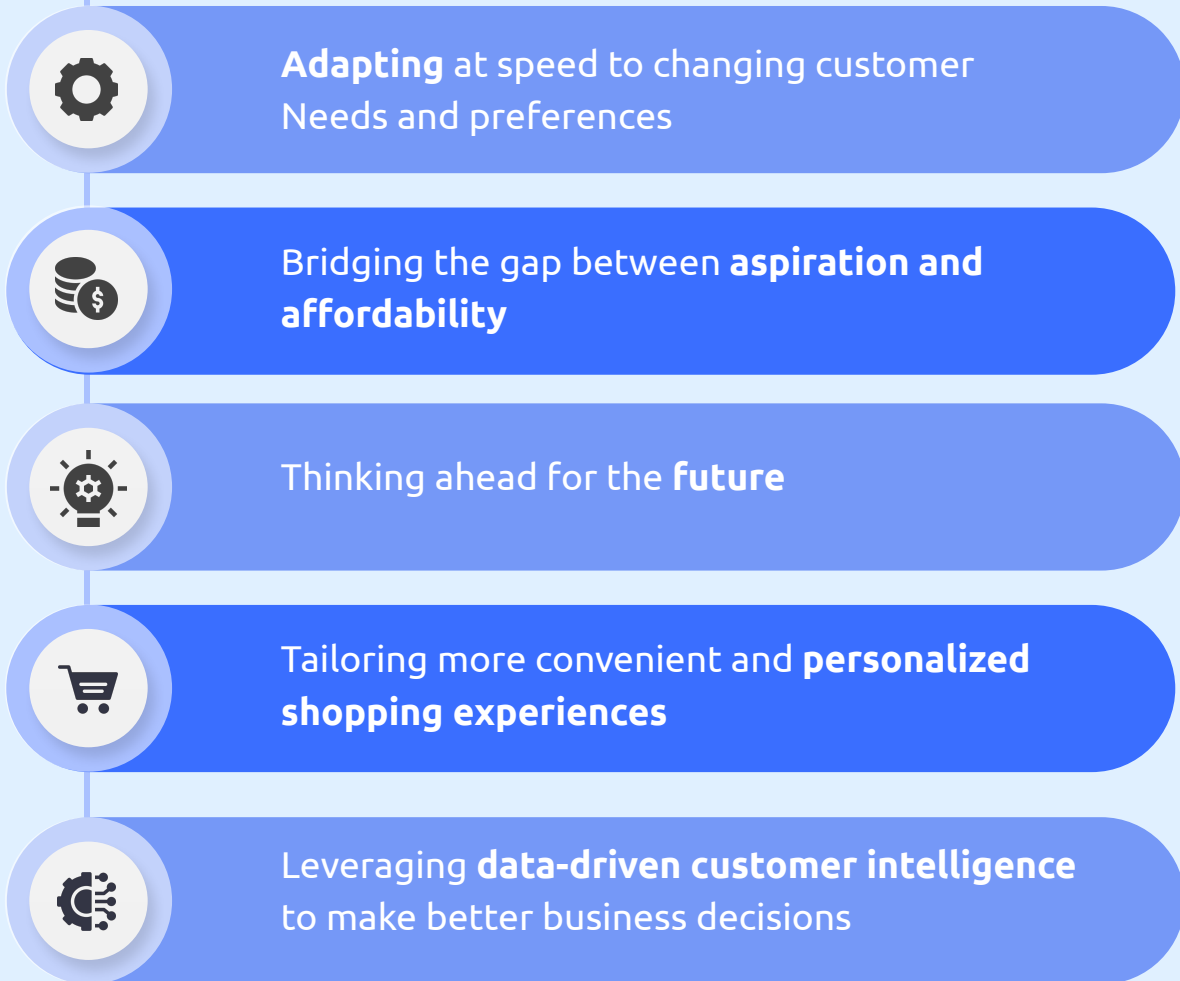 Adapting at speed to changing customer
Needs and preferences
Bridging the gap between aspiration and
affordability
Thinking ahead for the future
Tailoring more convenient and personalized
shopping experiences
Leveraging data-driven customer intelligence
to make better business decisions